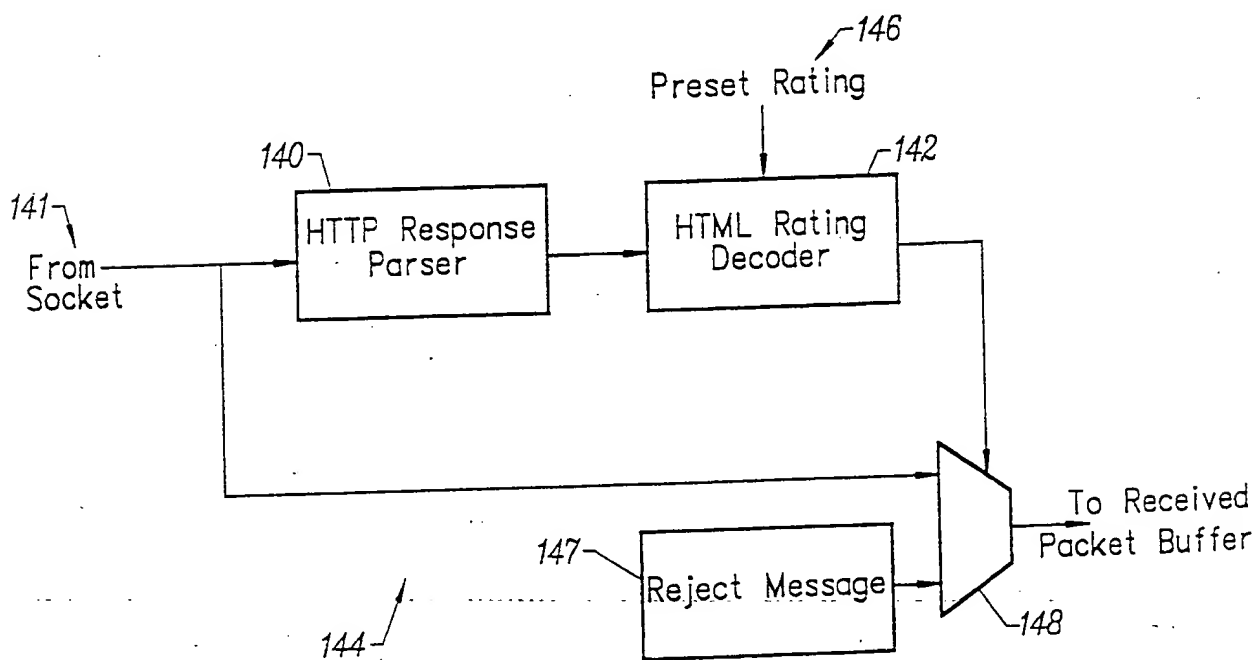 146
Preset Rating
140
142
141
HTTP Response
Parser
HTML Rating
Decoder
From
Socket
To Received
Packet Buffer
147
Reject Message
148
144